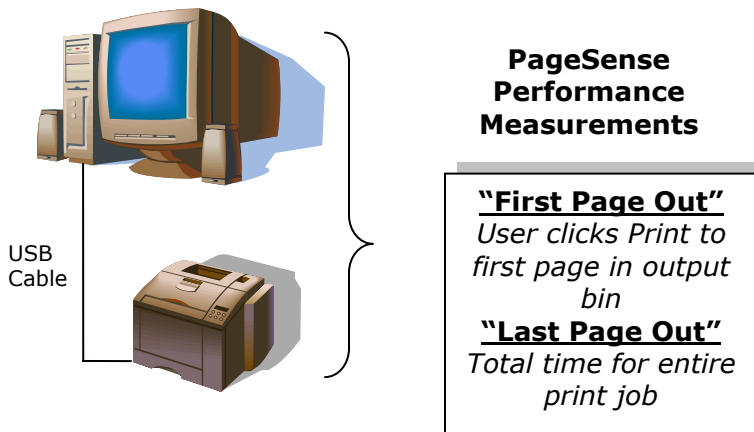 PageSense
Performance
Measurements
“First Page Out”
User clicks Print to
first page in output
bin
“Last Page Out”
Total time for entire
print job
USB
Cable